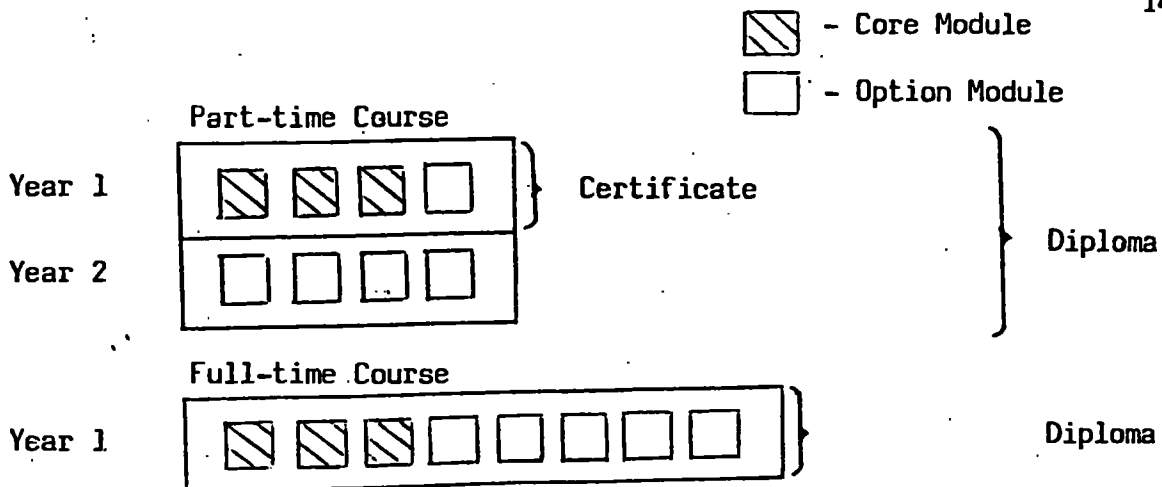 - Core Module
- Option Module
Part-time Course
Year 1
Certificate
Year 2
Diploma
Full-time Course
Year 1
Diploma